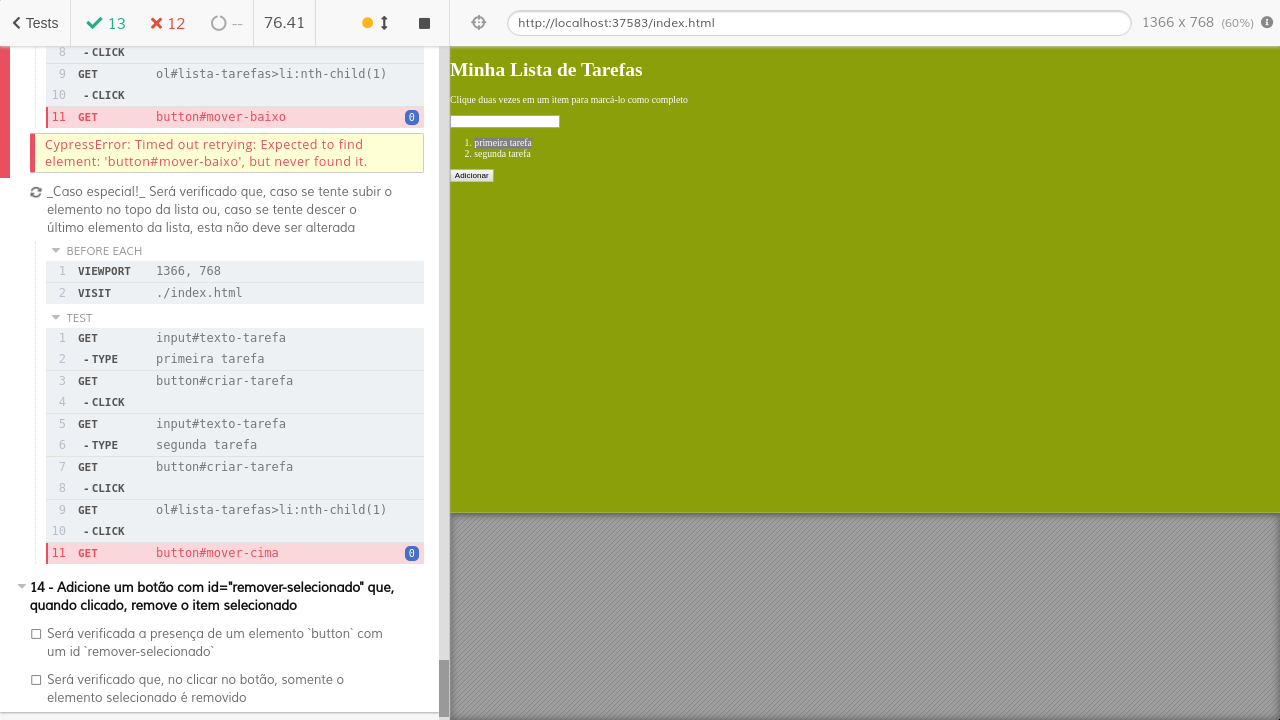 Tests
13
12
--
76.41
http://localhost:37583/index.html
1366 x 768 (60%)
8 - CLICK
9 GET ol#lista-tarefas>li:nth-child(1)
10 - CLICK
11 GET button#mover-baixo 0
CypressError: Timed out retrying: Expected to find
element: 'button#mover-baixo', but never found it.
_Caso especial!_ Será verificado que, caso se tente subir o
elemento no topo da lista ou, caso se tente descer o
último elemento da lista, esta não deve ser alterada
BEFORE EACH
1 VIEWPORT 1366, 768
2 VISIT ./index.html
TEST
1 GET input#texto-tarefa
2 - TYPE primeira tarefa
3 GET button#criar-tarefa
4 - CLICK
5 GET input#texto-tarefa
6 - TYPE segunda tarefa
7 GET button#criar-tarefa
8 - CLICK
9 GET ol#lista-tarefas>li:nth-child(1)
10 - CLICK
11 GET button#mover-cima 0
14 - Adicione um botão com id="remover-selecionado" que,
quando clicado, remove o item selecionado
Será verificada a presença de um elemento `button` com
um id `remover-selecionado`
Será verificado que, no clicar no botão, somente o
elemento selecionado é removido
Minha Lista de Tarefas
Clique duas vezes em um item para marcá-lo como completo
1. primeira tarefa
2. segunda tarefa
Adicionar